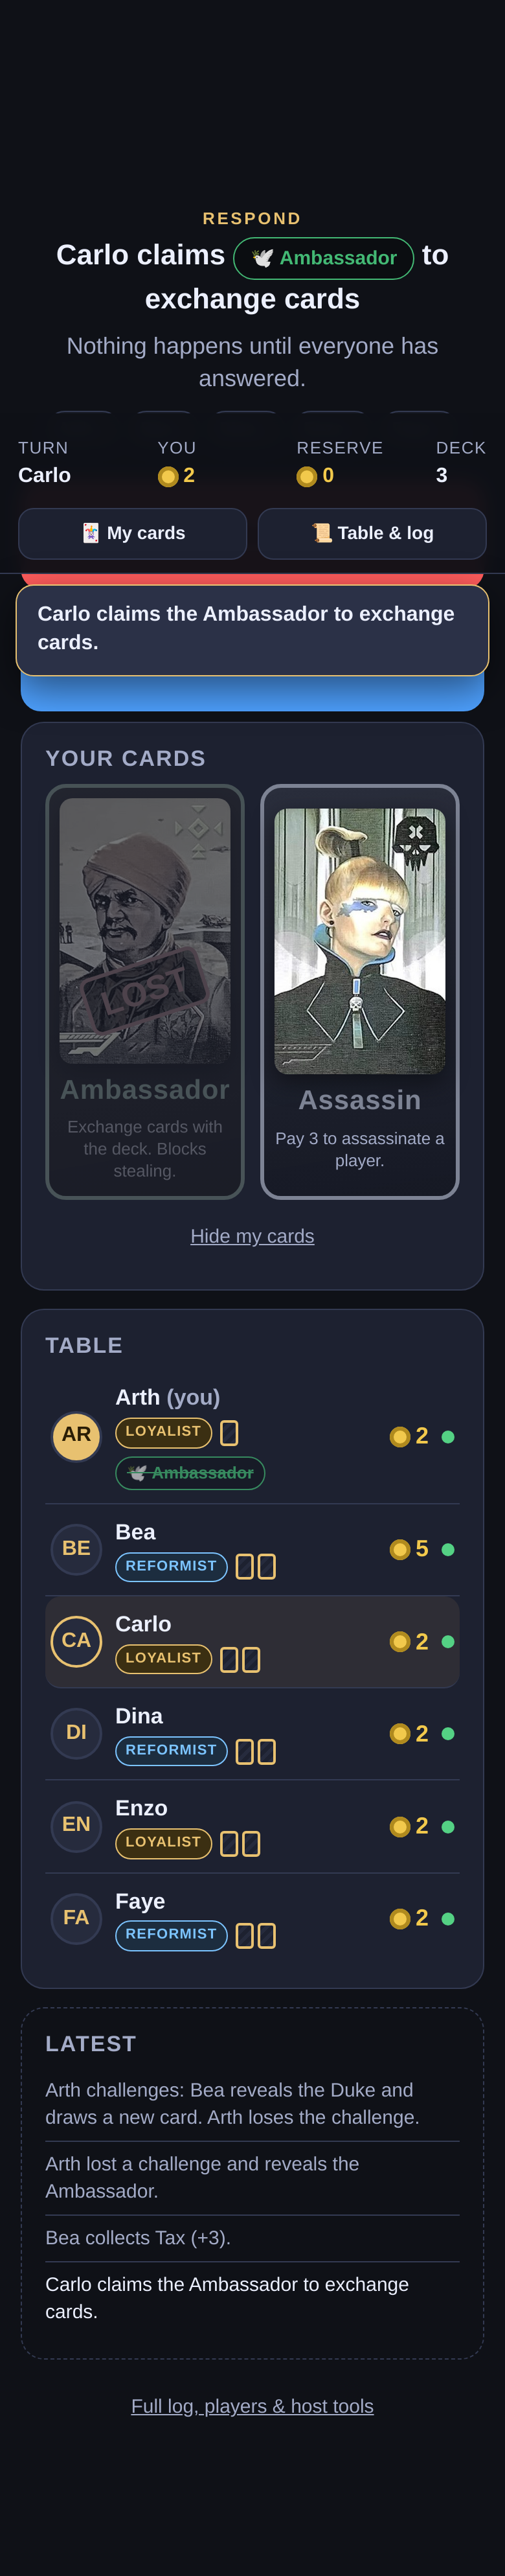 RESPOND
Carlo claims 🕊️ Ambassador to
exchange cards
Nothing happens until everyone has
answered.
TURN YOU RESERVE DECK
Carlo 2 0 3
🃏 My cards 📜 Table & log
Carlo claims the Ambassador to exchange
cards.
YOUR CARDS
LOST
Ambassador
Exchange cards with
the deck. Blocks
stealing.
Assassin
Pay 3 to assassinate a
player.
Hide my cards
TABLE
AR Arth (you)
LOYALIST 2
🕊️ Ambassador
BE Bea
REFORMIST 5
CA Carlo
LOYALIST 2
DI Dina
REFORMIST 2
EN Enzo
LOYALIST 2
FA Faye
REFORMIST 2
LATEST
Arth challenges: Bea reveals the Duke and
draws a new card. Arth loses the challenge.
Arth lost a challenge and reveals the
Ambassador.
Bea collects Tax (+3).
Carlo claims the Ambassador to exchange
cards.
Full log, players & host tools